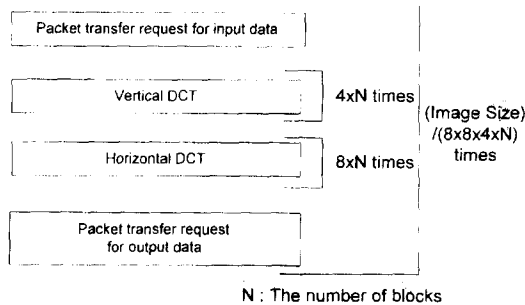 Packet transfer request for input data
Vertical DCT
4xN times
(Image Size)
/(8x8x4xN)
times
Horizontal DCT
8xN times
Packet transfer request
for output data
N : The number of blocks